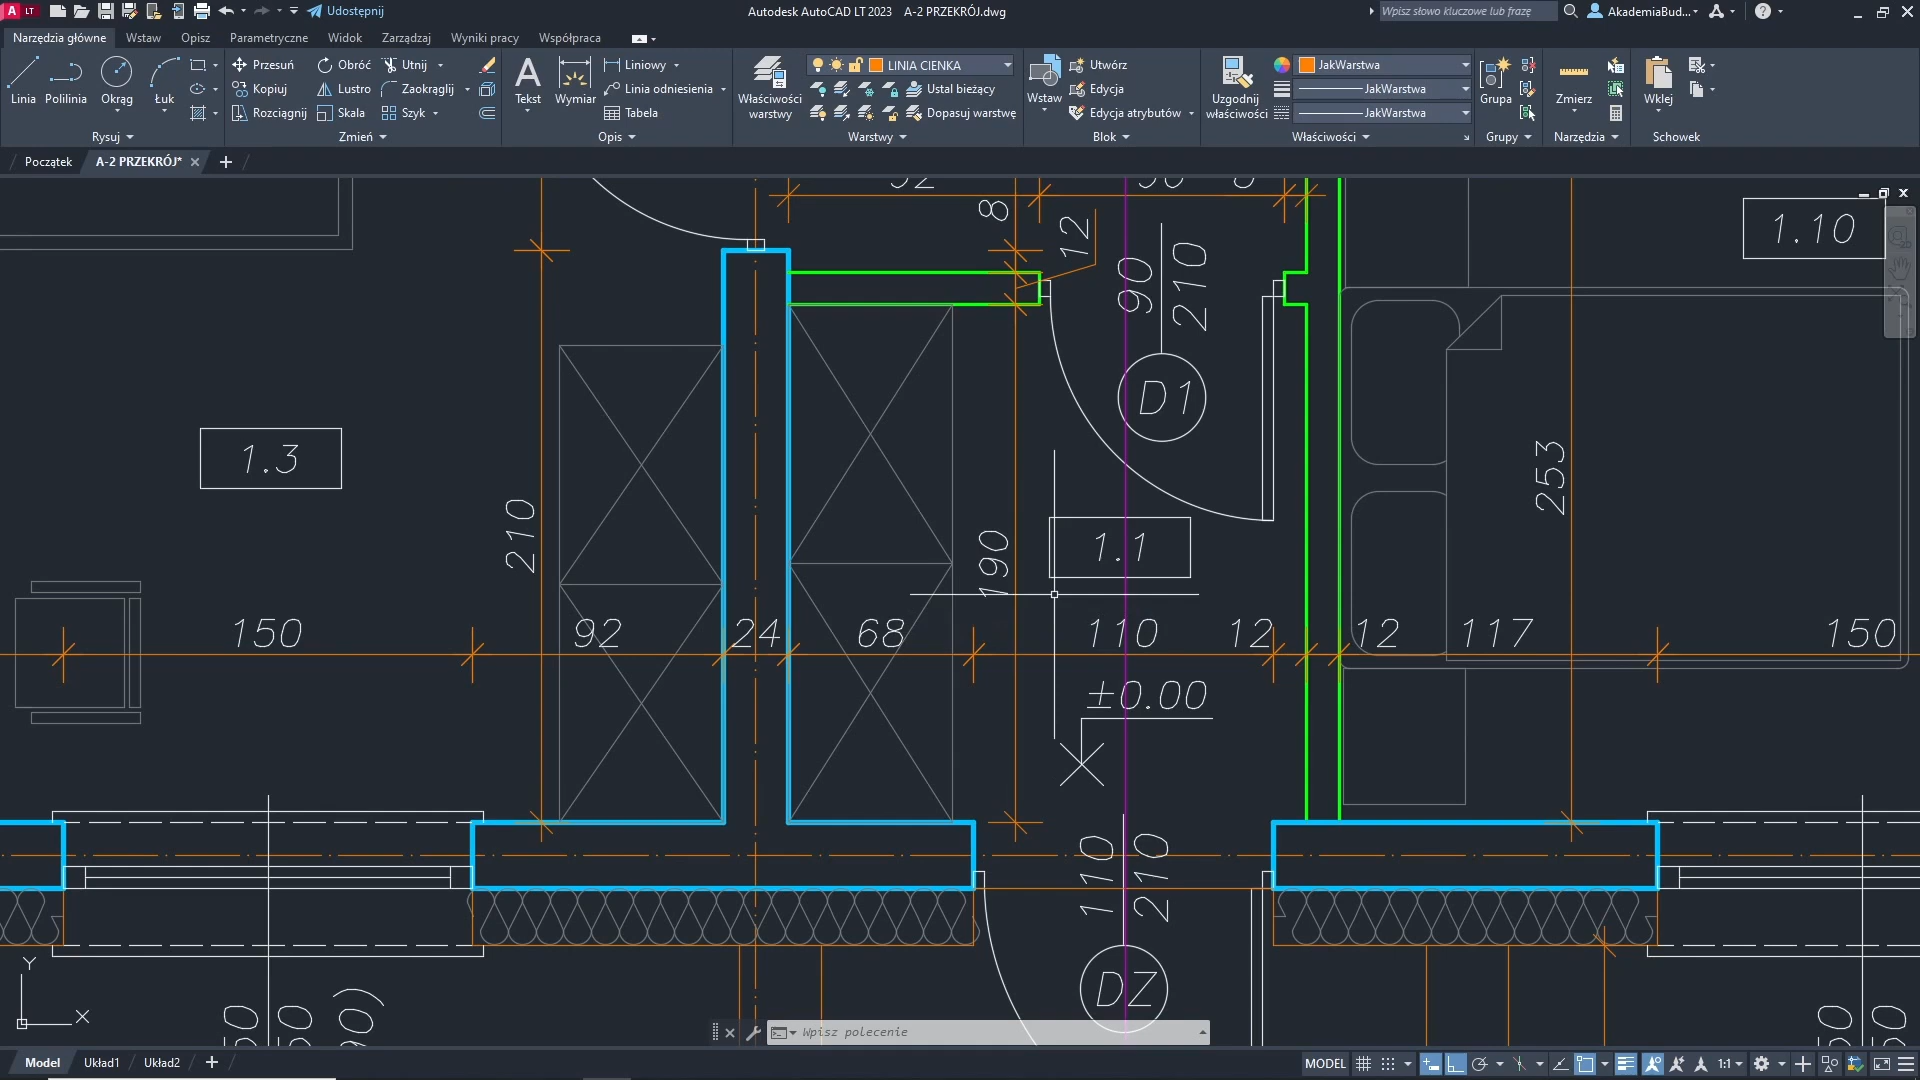 A LT
Udostępnij
Autodesk AutoCAD LT 2023 A-2 PRZEKRÓJ.dwg
Wpisz słowo kluczowe lub frazę
AkademiaBud...
Narzędzia główne Wstaw Opisz Parametryczne Widok Zarządzaj Wyniki pracy Współpraca
Linia
Polilinia
Okrąg
Łuk
Rysuj
Przesuń Obróć Utnij
Kopiuj Lustro Zaokrąglij
Rozciągnij Skala Szyk
Zmień
Tekst
Wymiar
Liniowy
Linia odniesienia
Tabela
Opis
Właściwości
warstwy
LINIA CIENKA
Ustal bieżący
Dopasuj warstwę
Warstwy
Wstaw
Utwórz
Edycja
Edycja atrybutów
Blok
Uzgodnij
właściwości
JakWarstwa
JakWarstwa
JakWarstwa
Właściwości
Grupa
Grupy
Zmierz
Narzędzia
Wklej
Schowek
Początek A-2 PRZEKRÓJ*
8
12
90
210
1.10
D1
1.3
253
210
190
1.1
150 92 24 68 110 12 12 117 150
±0.00
110
210
DZ
Y
X
Wpisz polecenie
Model Układ1 Układ2
MODEL
1:1